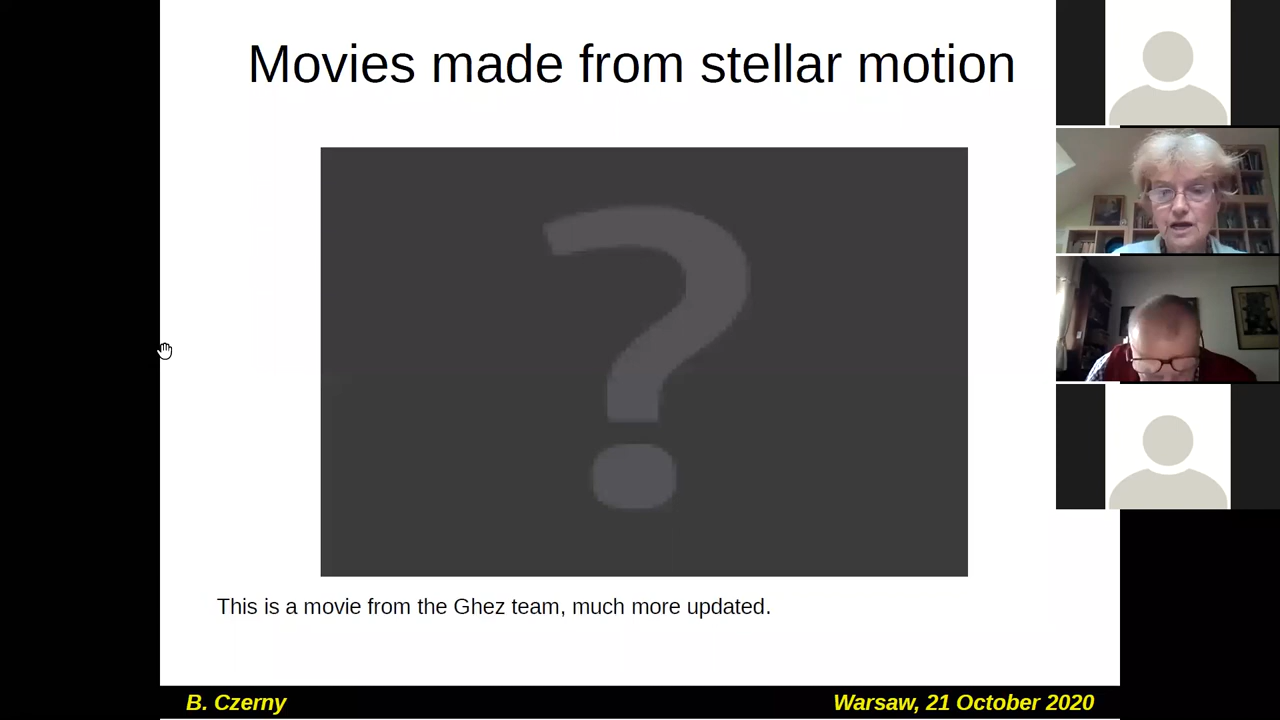 Movies made from stellar motion
?
This is a movie from the Ghez team, much more updated.
B. Czerny
Warsaw, 21 October 2020